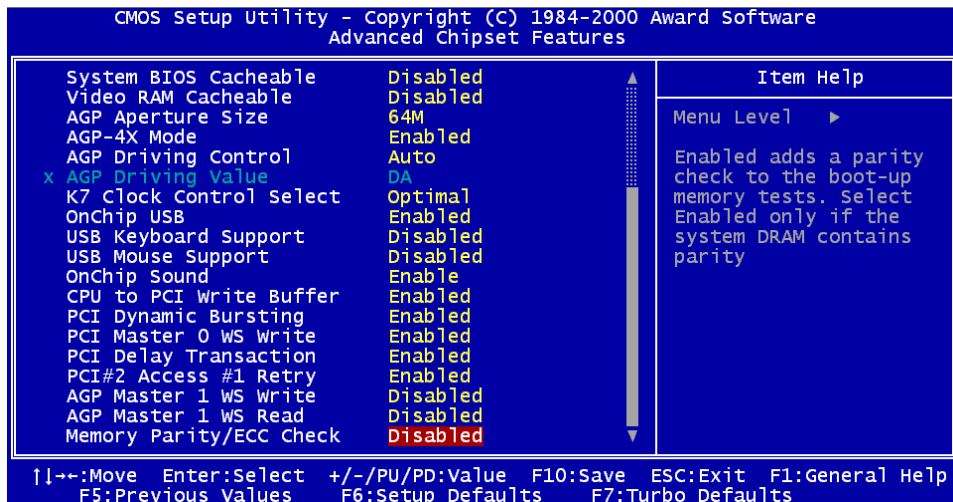 CMOS Setup Utility - Copyright (C) 1984-2000 Award Software
Advanced Chipset Features
System BIOS Cacheable Disabled
Video RAM Cacheable Disabled
AGP Aperture Size 64M
AGP-4X Mode Enabled
AGP Driving Control Auto
x AGP Driving Value DA
K7 Clock Control Select Optimal
OnChip USB Enabled
USB Keyboard Support Disabled
USB Mouse Support Disabled
OnChip Sound Enable
CPU to PCI Write Buffer Enabled
PCI Dynamic Bursting Enabled
PCI Master 0 WS Write Enabled
PCI Delay Transaction Enabled
PCI#2 Access #1 Retry Enabled
AGP Master 1 WS Write Disabled
AGP Master 1 WS Read Disabled
Memory Parity/ECC Check Disabled
Item Help
Menu Level ▶
Enabled adds a parity
check to the boot-up
memory tests. Select
Enabled only if the
system DRAM contains
parity
↑↓→←:Move Enter:Select +/-/PU/PD:Value F10:Save ESC:Exit F1:General Help
F5:Previous Values F6:Setup Defaults F7:Turbo Defaults